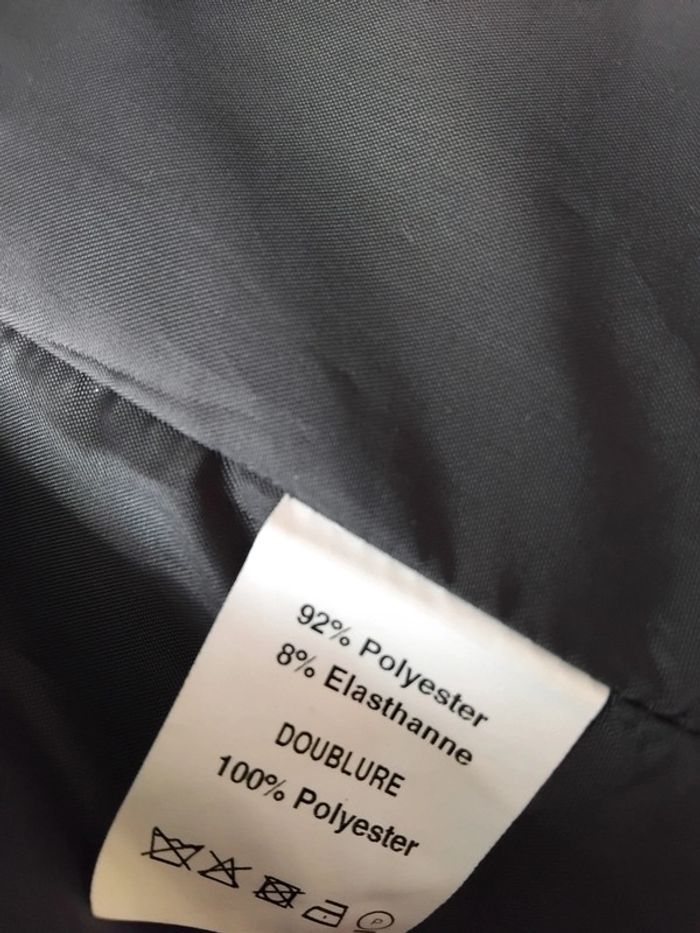 92% Polyester
8% Elasthanne
DOUBLURE
100% Polyester
P